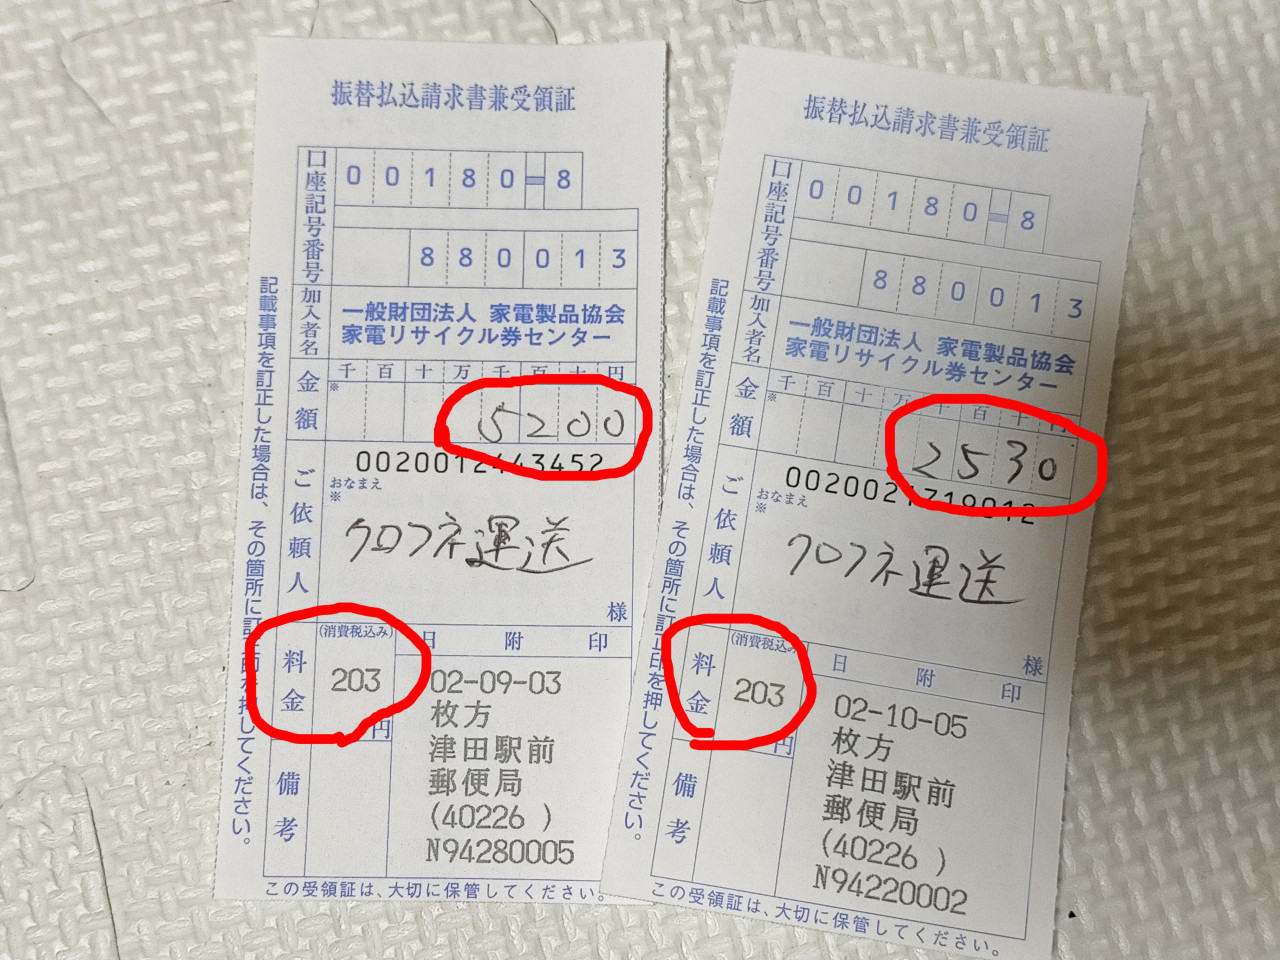 振替払込請求書兼受領証
口座記号番号
00180-8
880013
加入者名
一般財団法人 家電製品協会
家電リサイクル券センター
金額
千 百 十 万 千 百 十 円
※
5200
0020012443452
ご依頼人
おなまえ
※
クロフネ運送
様
料金
(消費税込み)
203
円
日 附 印
02-09-03
枚方
津田駅前
郵便局
(40226 )
N94280005
備考
この受領証は、大切に保管してください。
記載事項を訂正した場合は、その箇所に訂正印を押してください。
振替払込請求書兼受領証
口座記号番号
00180-8
880013
加入者名
一般財団法人 家電製品協会
家電リサイクル券センター
金額
千 百 十 万 千 百 十 円
※
2530
0020021719012
ご依頼人
おなまえ
※
クロフネ運送
様
料金
(消費税込み)
203
円
日 附 印
02-10-05
枚方
津田駅前
郵便局
(40226 )
N94220002
備考
この受領証は、大切に保管してください。
記載事項を訂正した場合は、その箇所に訂正印を押してください。